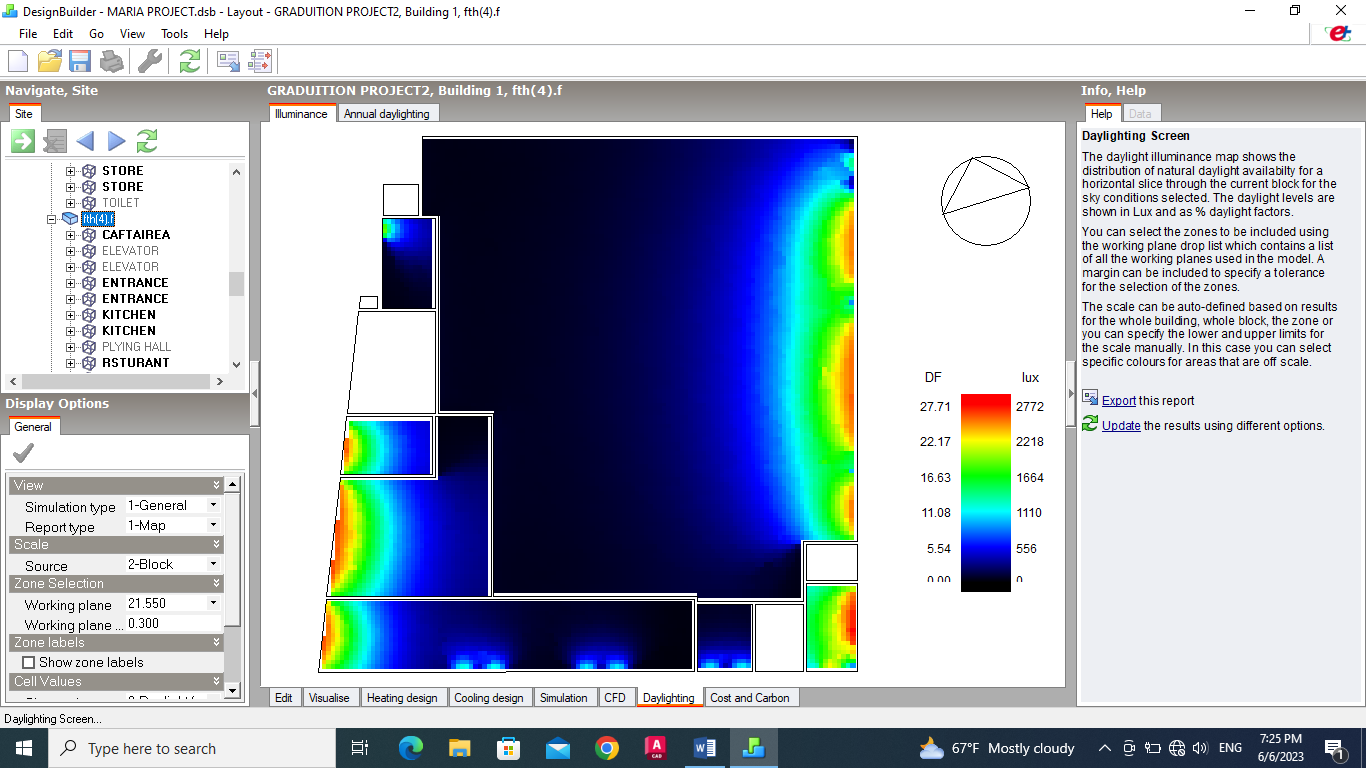 DesignBuilder - MARIA PROJECT.dsb - Layout - GRADUITION PROJECT2, Building 1, fth(4).f
File Edit Go View Tools Help
Navigate, Site
Site
STORE
STORE
TOILET
fth(4).f
CAFTAIREA
ELEVATOR
ELEVATOR
ENTRANCE
ENTRANCE
KITCHEN
KITCHEN
PLYING HALL
RSTURANT
Display Options
General
View
Simulation type 1-General
Report type 1-Map
Scale
Source 2-Block
Zone Selection
Working plane 21.550
Working plane ... 0.300
Zone labels
Show zone labels
Cell Values
GRADUITION PROJECT2, Building 1, fth(4).f
Illuminance Annual daylighting
DF lux
27.71 2772
22.17 2218
16.63 1664
11.08 1110
5.54 556
0.00 0
Edit Visualise Heating design Cooling design Simulation CFD Daylighting Cost and Carbon
Info, Help
Help Data
Daylighting Screen
The daylight illuminance map shows the
distribution of natural daylight availabilty for a
horizontal slice through the current block for the
sky conditions selected. The daylight levels are
shown in Lux and as % daylight factors.
You can select the zones to be included using
the working plane drop list which contains a list
of all the working planes used in the model. A
margin can be included to specify a tolerance
for the selection of the zones.
The scale can be auto-defined based on results
for the whole building, whole block, the zone or
you can specify the lower and upper limits for
the scale manually. In this case you can select
specific colours for areas that are off scale.
Export this report
Update the results using different options.
Daylighting Screen...
Type here to search
67°F Mostly cloudy
ENG
7:25 PM
6/6/2023
1